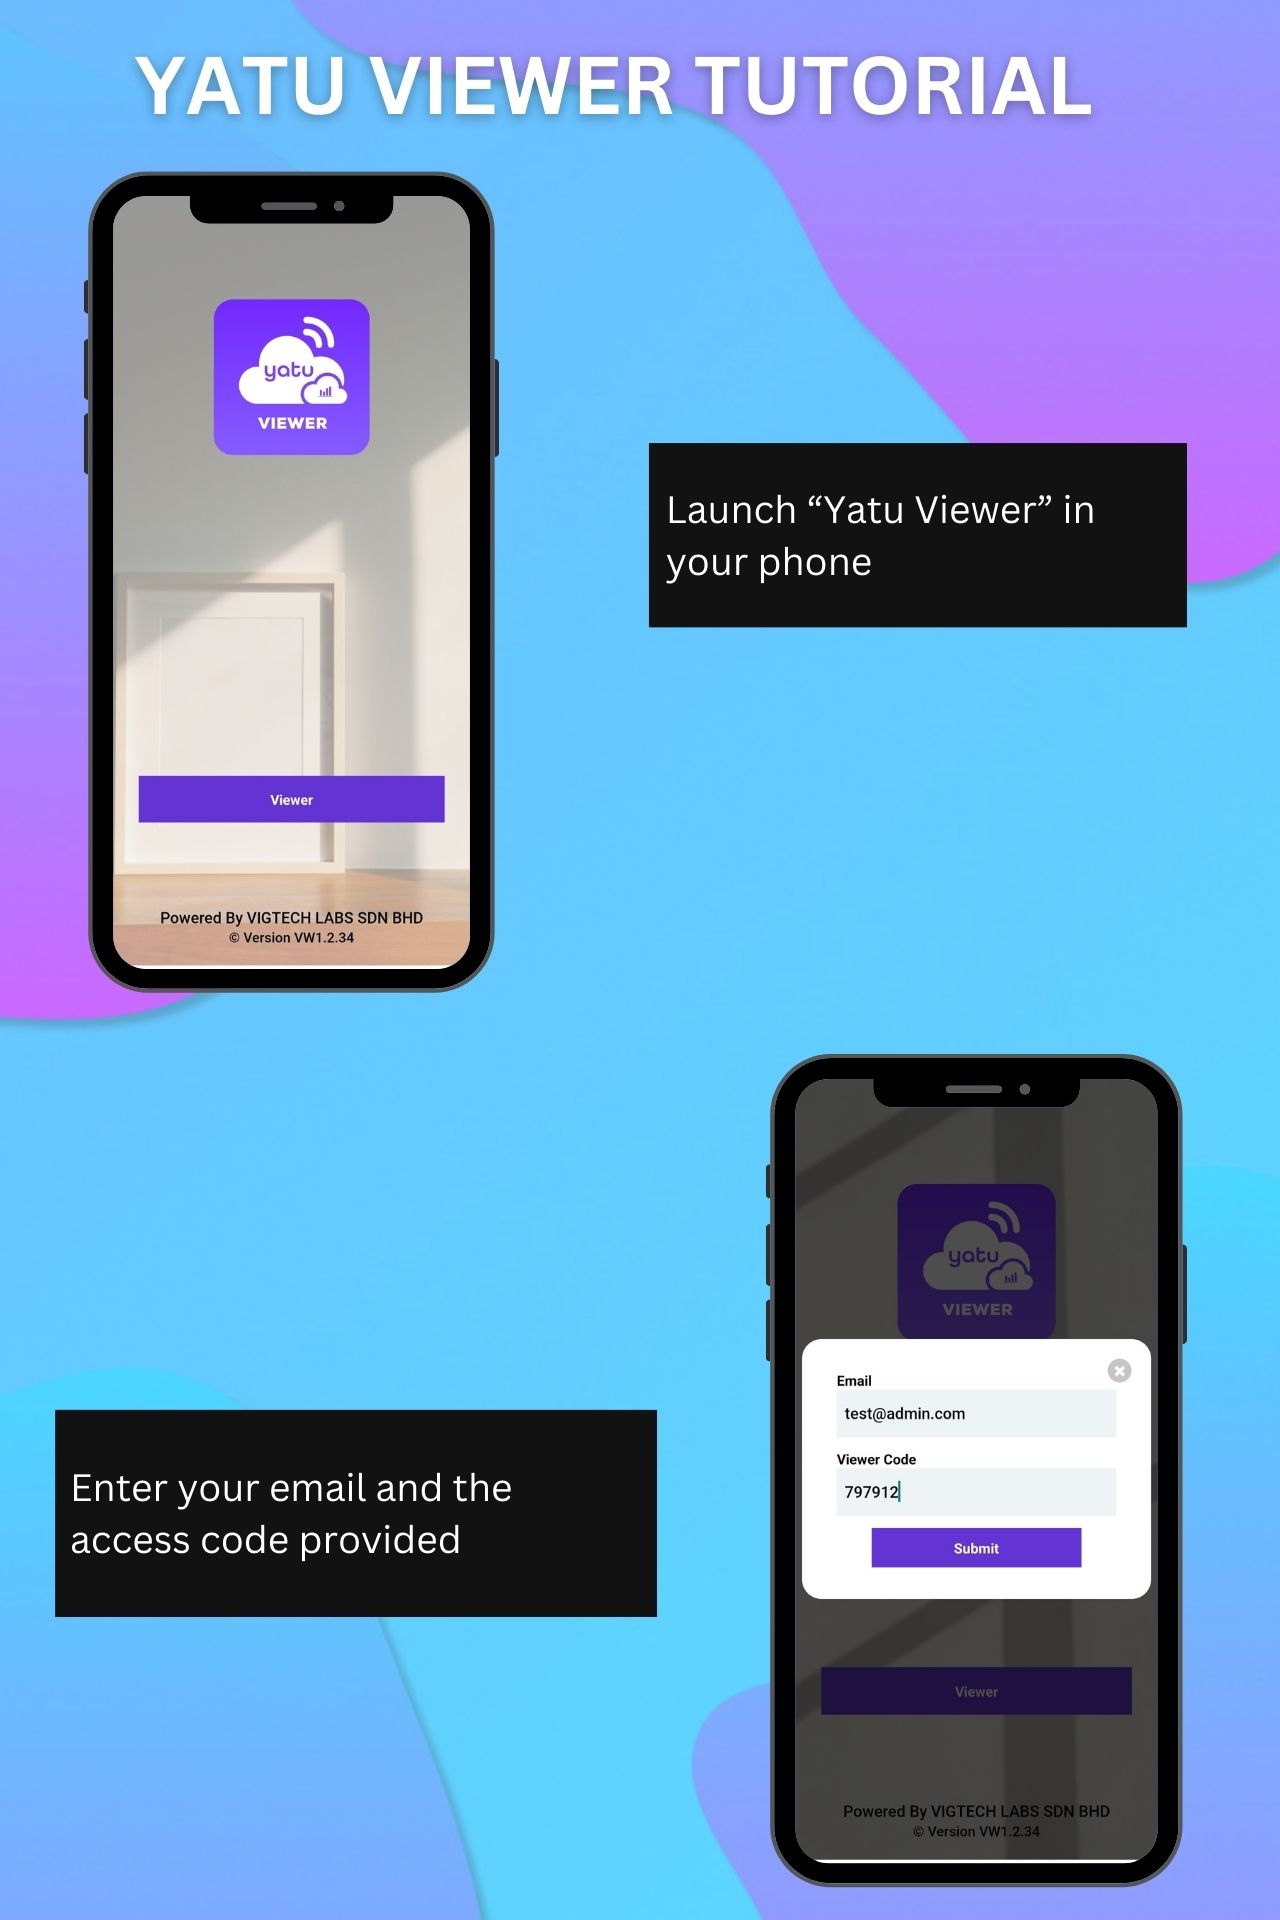 YATU VIEWER TUTORIAL
yatu
VIEWER
Viewer
Powered By VIGTECH LABS SDN BHD
© Version VW1.2.34
Launch “Yatu Viewer” in
your phone
Enter your email and the
access code provided
yatu
VIEWER
Email
test@admin.com
Viewer Code
797912
Submit
Viewer
Powered By VIGTECH LABS SDN BHD
© Version VW1.2.34